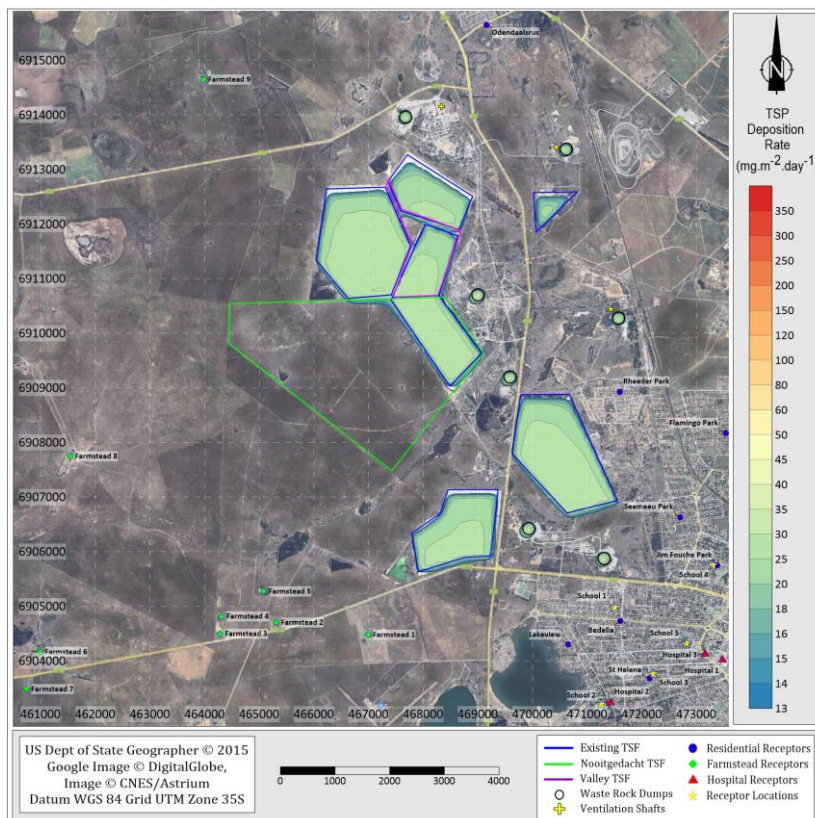 6915000
6914000
6913000
6912000
6911000
6910000
6909000
6908000
6907000
6906000
6905000
6904000
461000 462000 463000 464000 465000 466000 467000 468000 469000 470000 471000 472000 473000
Odendaalsrus
Farmstead 9
Rheeder Park
Flamingo Park
Farmstead 8
Seemeeu Park
Jim Fouche Park
School 4
Farmstead 5
School 1
Farmstead 4
Farmstead 2
Bedelia
Farmstead 3
Farmstead 1
School 5
Lakeview
Hospital 3
Farmstead 6
Hospital 1
St Helena
School 3
Farmstead 7
School 2
Hospital 2
N
TSP
Deposition
Rate
(mg.m-2.day-1
350
250
200
150
120
100
80
60
50
45
40
35
30
25
20
18
16
15
14
13
US Dept of State Geographer © 2015
Google Image © DigitalGlobe,
Image © CNES/Astrium
Datum WGS 84 Grid UTM Zone 35S
0 1000 2000 3000 4000
Existing TSF
Nooitgedacht TSF
Valley TSF
Waste Rock Dumps
Ventilation Shafts
Residential Receptors
Farmstead Receptors
Hospital Receptors
Receptor Locations